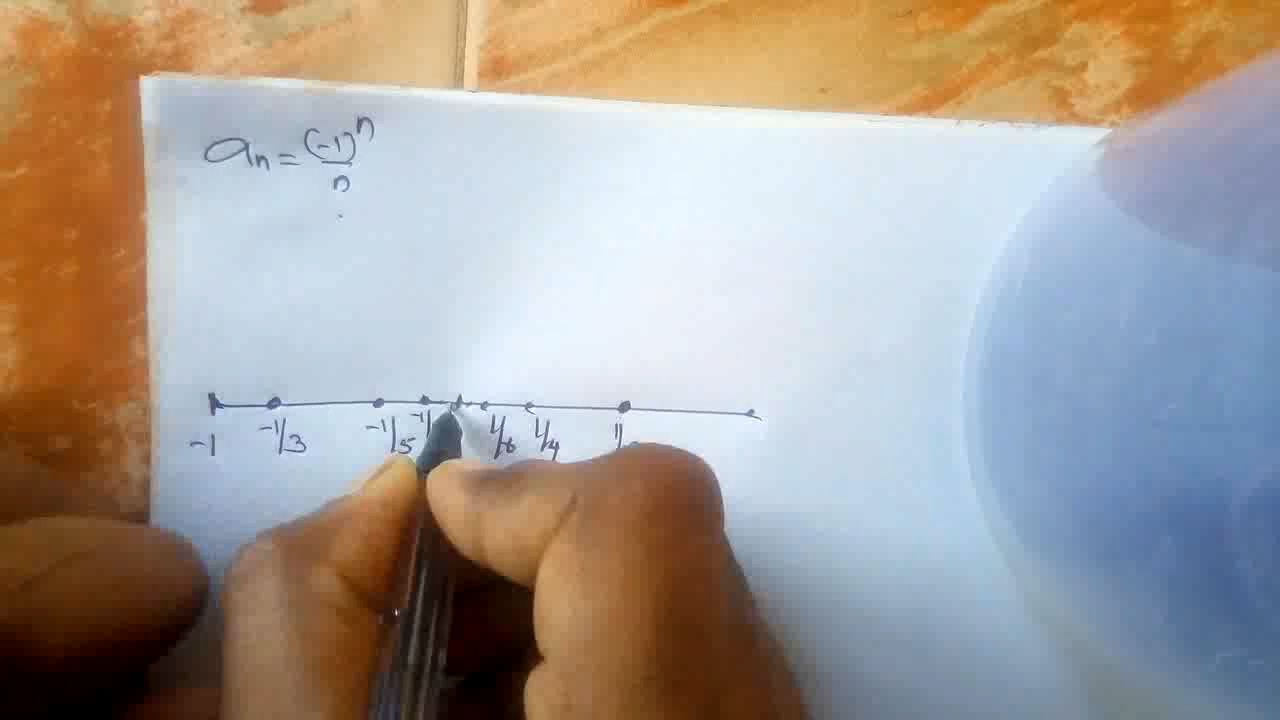 aₙ = (-1)ⁿ/n
-1 -1/3 -1/5 1/6 1/4